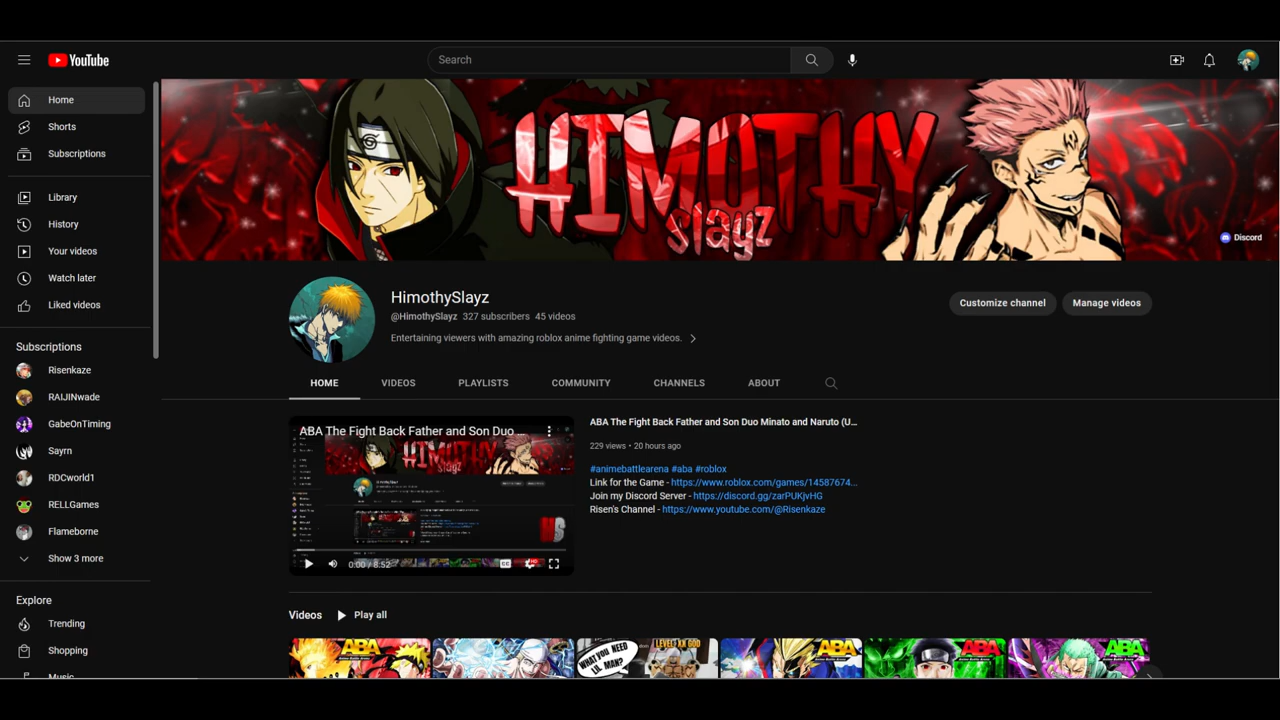 YouTube
Search
Home
Shorts
Subscriptions
Library
History
Your videos
Watch later
Liked videos
Subscriptions
Risenkaze
RAIJINwade
GabeOnTiming
Sayrn
RDCworld1
RELLGames
Flameborne
Show 3 more
Explore
Trending
Shopping
Music
HIMOTHY
slayz
Discord
HimothySlayz
@HimothySlayz 327 subscribers 45 videos
Entertaining viewers with amazing roblox anime fighting game videos.
Customize channel
Manage videos
HOME VIDEOS PLAYLISTS COMMUNITY CHANNELS ABOUT
ABA The Fight Back Father and Son Duo ...
HIMOTHY
slayz
US
0:00 / 8:52
CC
HD
ABA The Fight Back Father and Son Duo Minato and Naruto (U...
229 views • 20 hours ago
#animebattlearena #aba #roblox
Link for the Game - https://www.roblox.com/games/14587674...
Join my Discord Server - https://discord.gg/zarPUKjvHG
Risen's Channel - https://www.youtube.com/@Risenkaze
Videos
Play all
ABA
WHAT YOU NEED
LIL MAN?
ABA
ABA
ABA